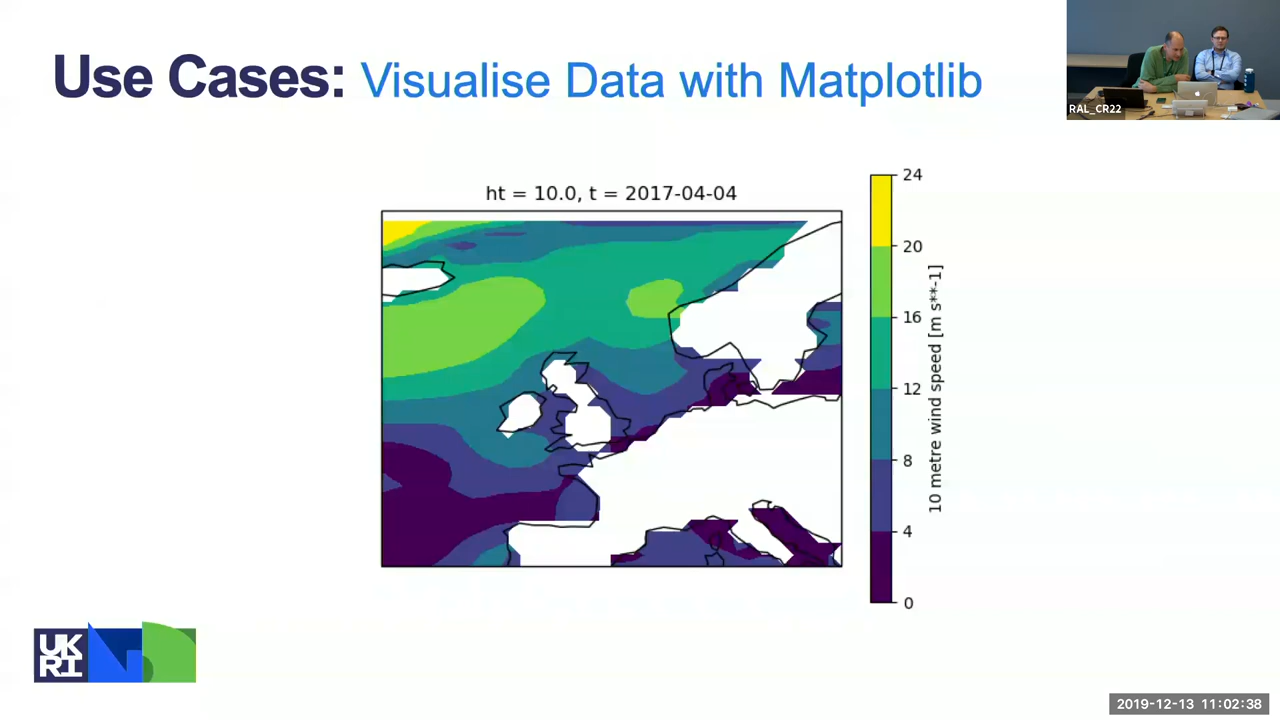 Use Cases: Visualise Data with Matplotlib
RAL_CR22
ht = 10.0, t = 2017-04-04
24
20
16
12
8
4
0
10 metre wind speed [m s**-1]
UK
RI
2019-12-13 11:02:38